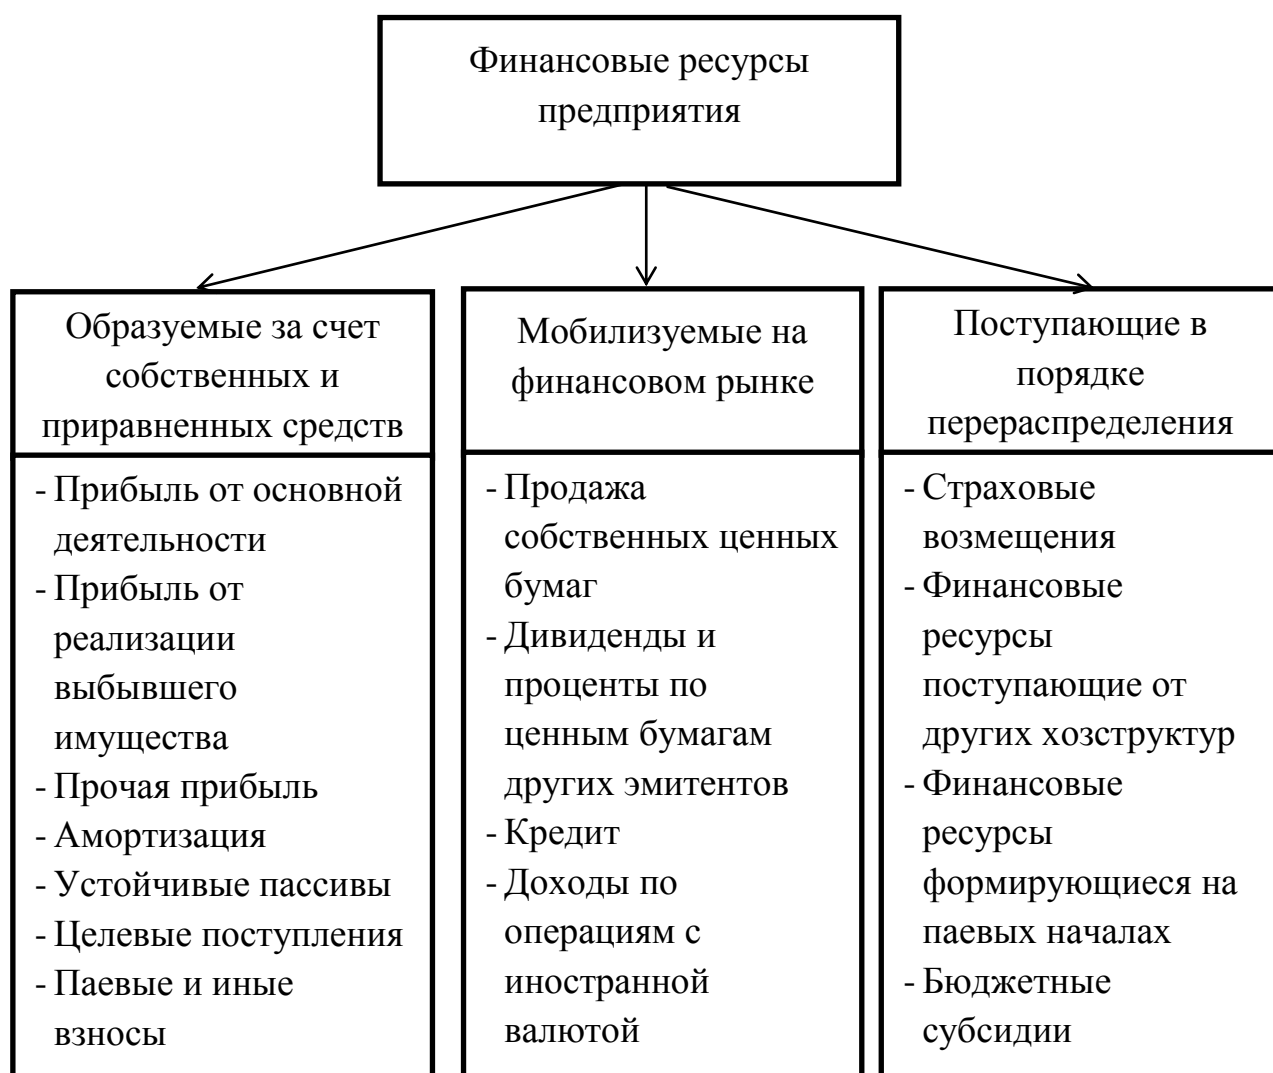 Финансовые ресурсы
предприятия
Образуемые за счет
собственных и
приравненных средств
- Прибыль от основной
деятельности
- Прибыль от
реализации
выбывшего
имущества
- Прочая прибыль
- Амортизация
- Устойчивые пассивы
- Целевые поступления
- Паевые и иные
взносы
Мобилизуемые на
финансовом рынке
- Продажа
собственных ценных
бумаг
- Дивиденды и
проценты по
ценным бумагам
других эмитентов
- Кредит
- Доходы по
операциям с
иностранной
валютой
Поступающие в
порядке
перераспределения
- Страховые
возмещения
- Финансовые
ресурсы
поступающие от
других хозструктур
- Финансовые
ресурсы
формирующиеся на
паевых началах
- Бюджетные
субсидии